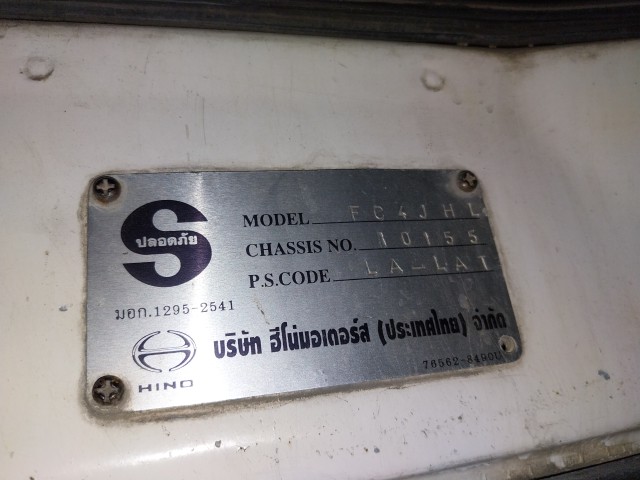 S
ปลอดภัย
มอก.1295-2541
MODEL FC4JHL
CHASSIS NO. 10155
P.S.CODE LA-LAT
HINO
บริษัท ฮีโน่มอเตอร์ส (ประเทศไทย) จำกัด
76562-8400U